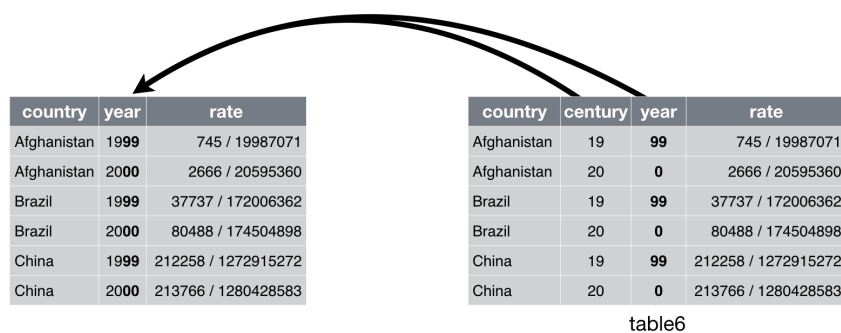 country year rate
Afghanistan 1999 745 / 19987071
Afghanistan 2000 2666 / 20595360
Brazil 1999 37737 / 172006362
Brazil 2000 80488 / 174504898
China 1999 212258 / 1272915272
China 2000 213766 / 1280428583
country century year rate
Afghanistan 19 99 745 / 19987071
Afghanistan 20 0 2666 / 20595360
Brazil 19 99 37737 / 172006362
Brazil 20 0 80488 / 174504898
China 19 99 212258 / 1272915272
China 20 0 213766 / 1280428583
table6